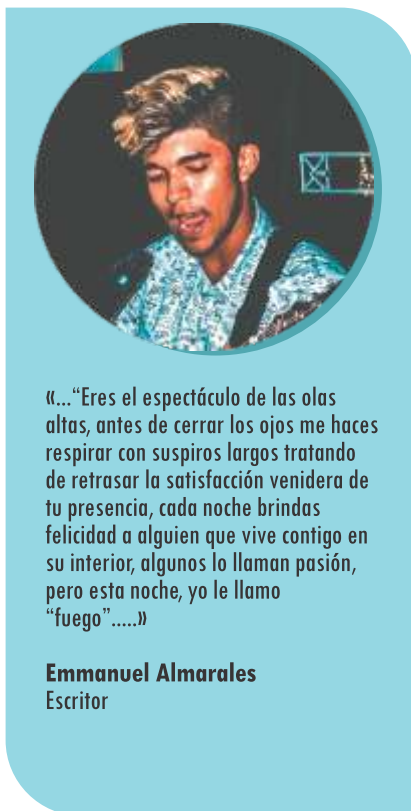 «...“Eres el espectáculo de las olas
altas, antes de cerrar los ojos me haces
respirar con suspiros largos tratando
de retrasar la satisfacción venidera de
tu presencia, cada noche brindas
felicidad a alguien que vive contigo en
su interior, algunos lo llaman pasión,
pero esta noche, yo le llamo
“fuego”.....»
Emmanuel Almarales
Escritor